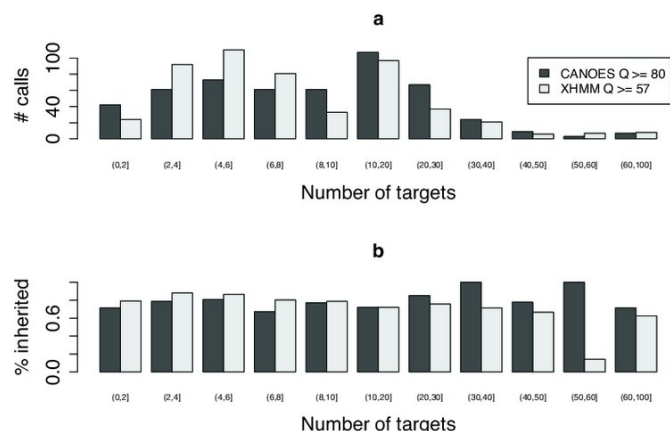 a
# calls
100
40
0
CANOES Q >= 80
XHMM Q >= 57
(0,2] (2,4] (4,6] (6,8] (8,10] (10,20] (20,30] (30,40] (40,50] (50,60] (60,100]
Number of targets
b
% inherited
0.6
0.0
(0,2] (2,4] (4,6] (6,8] (8,10] (10,20] (20,30] (30,40] (40,50] (50,60] (60,100]
Number of targets